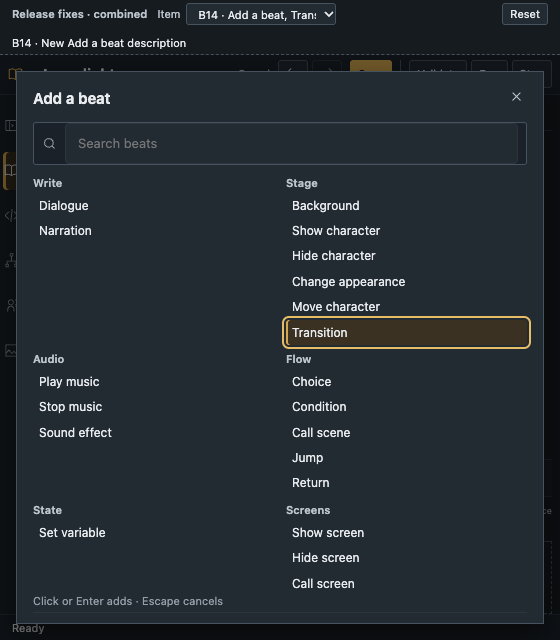 Release fixes · combined Item B14 · Add a beat, Trans Reset
B14 · New Add a beat description
Add a beat
Search beats
Write
Dialogue
Narration
Stage
Background
Show character
Hide character
Change appearance
Move character
Transition
Audio
Play music
Stop music
Sound effect
Flow
Choice
Condition
Call scene
Jump
Return
State
Set variable
Screens
Show screen
Hide screen
Call screen
Click or Enter adds · Escape cancels
Ready